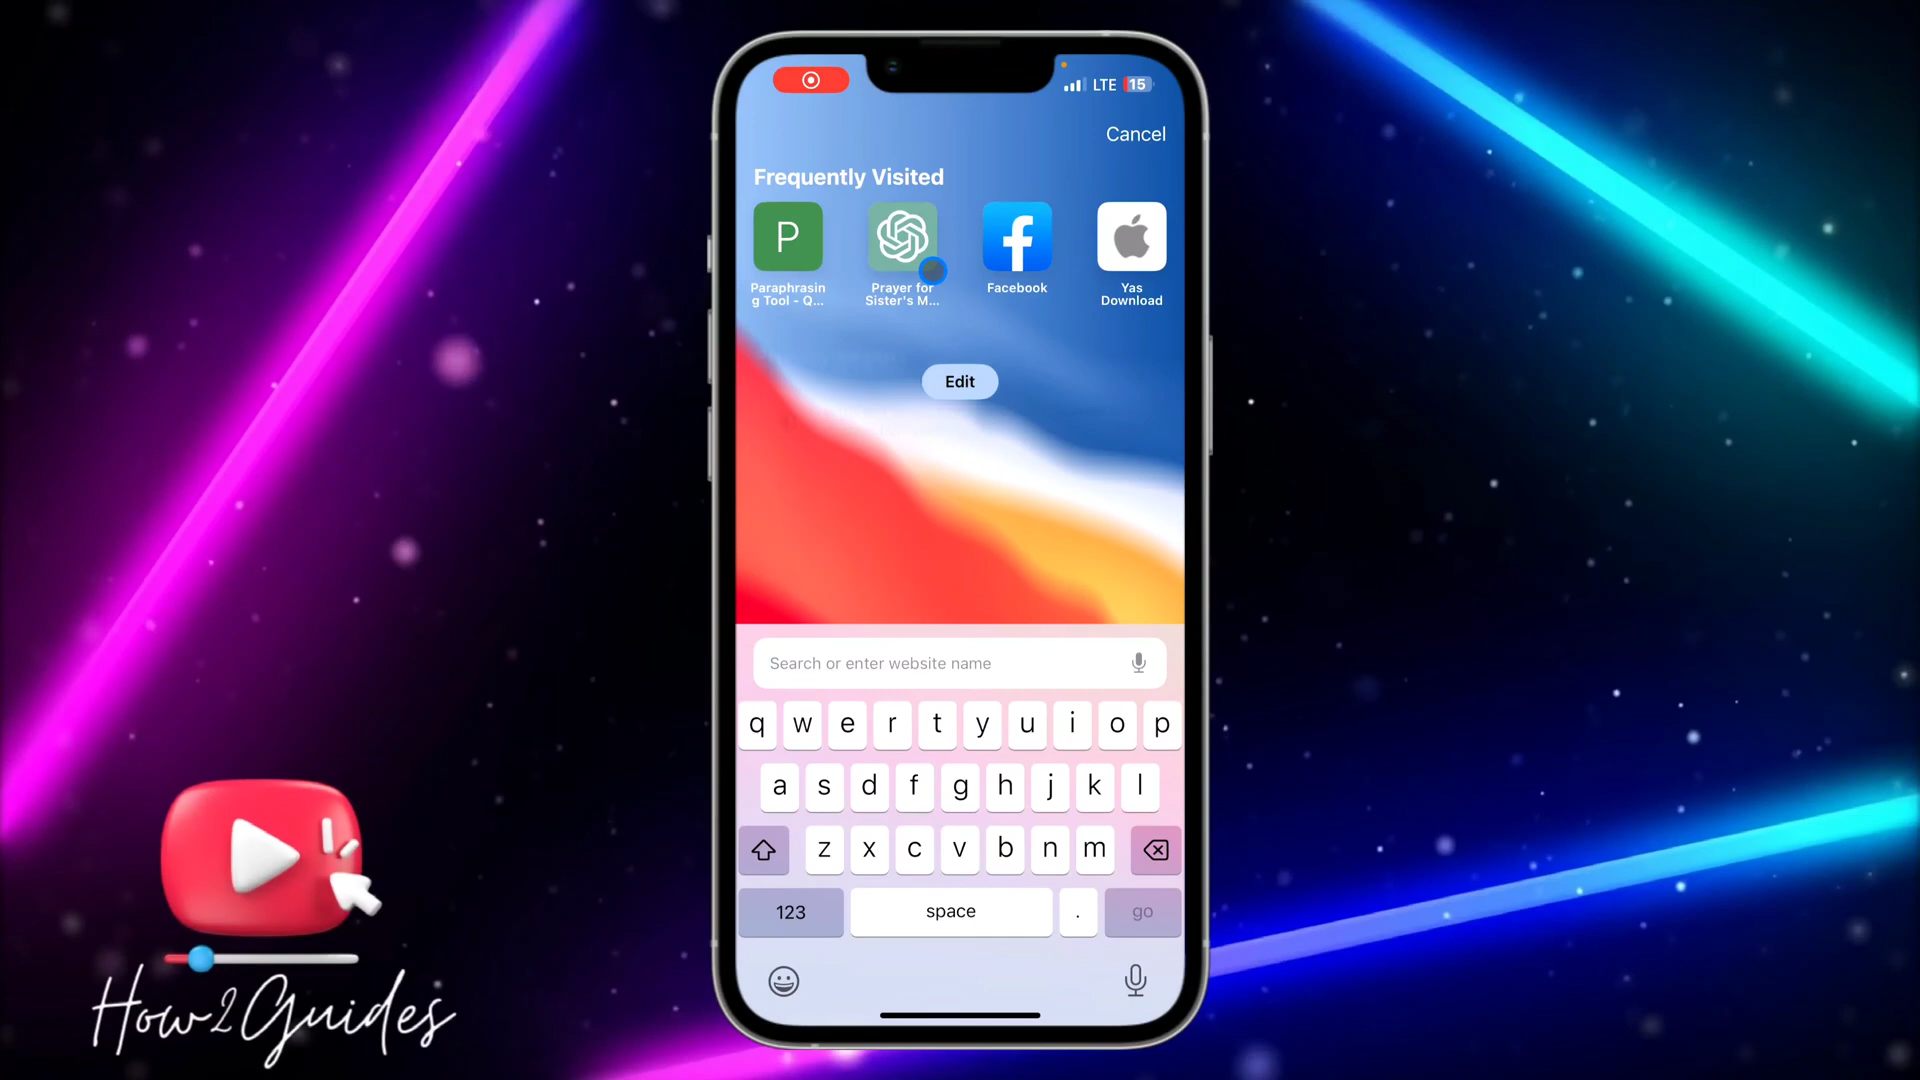 LTE 15
Cancel
Frequently Visited
P
Paraphrasin
g Tool - Q...
Prayer for
Sister's M...
Facebook
Yas
Download
Edit
Search or enter website name
q w e r t y u i o p
a s d f g h j k l
z x c v b n m
123 space . go
How2Guides